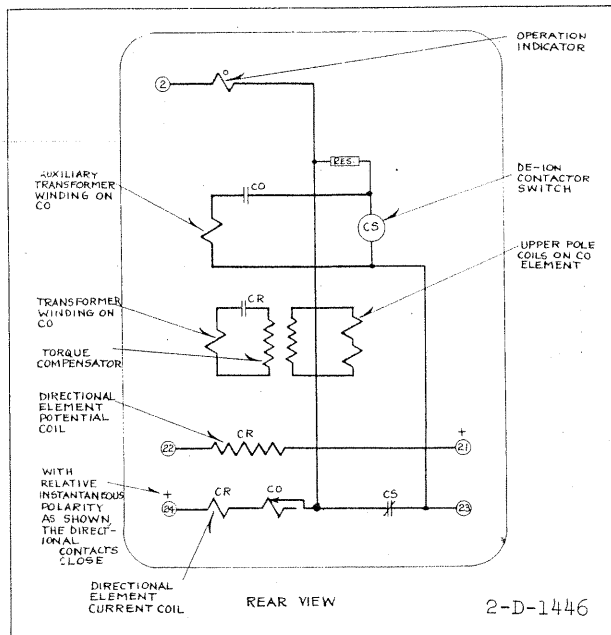 OPERATION
INDICATOR
2
RES.
AUXILIARY
TRANSFORMER
WINDING ON
CO
CO
DE-ION
CONTACTOR
SWITCH
CS
UPPER POLE
COILS ON CO
ELEMENT
TRANSFORMER
WINDING ON
CO
CR
TORQUE
COMPENSATOR
DIRECTIONAL
ELEMENT
POTENTIAL
COIL
CR
+
22
21
WITH
RELATIVE
INSTANTANEOUS
POLARITY
AS SHOWN,
THE DIRECT-
IONAL
CONTACTS
CLOSE
+
24
CR
CO
CS
23
DIRECTIONAL
ELEMENT
CURRENT COIL
REAR VIEW
2-D-1446